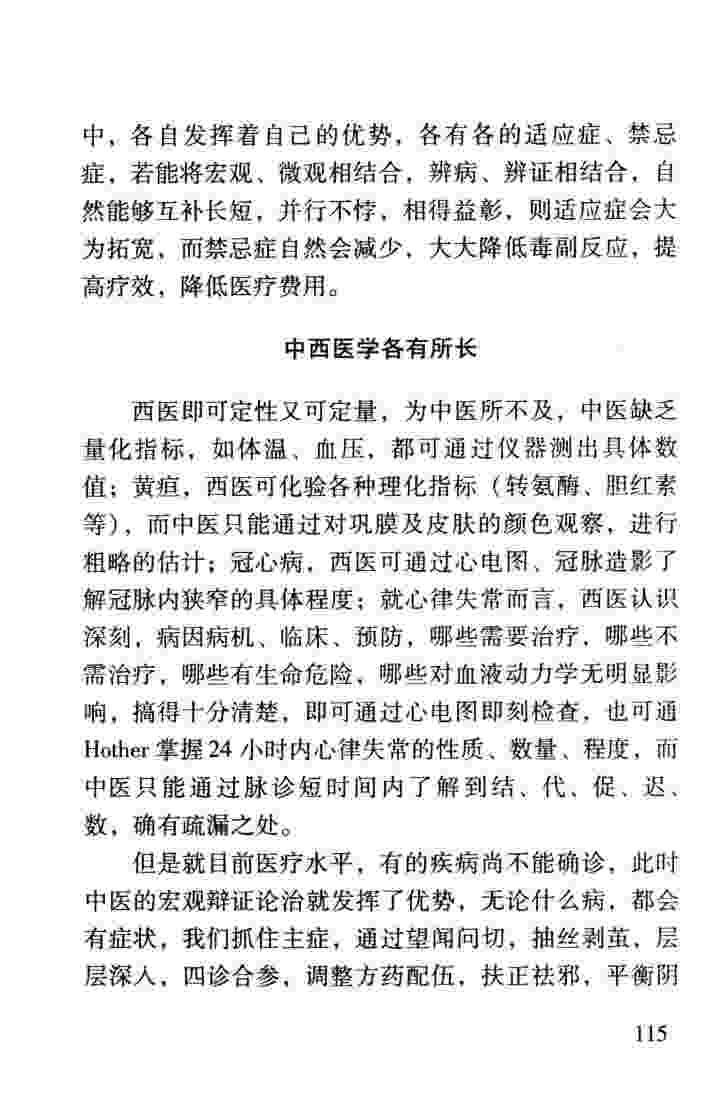 中，各自发挥着自己的优势，各有各的适应症、禁忌
症，若能将宏观、微观相结合，辨病、辨证相结合，自
然能够互补长短，并行不悖，相得益彰，则适应症会大
为拓宽，而禁忌症自然会减少，大大降低毒副反应，提
高疗效，降低医疗费用。
中西医学各有所长
西医即可定性又可定量，为中医所不及，中医缺乏
量化指标，如体温、血压，都可通过仪器测出具体数
值；黄疸，西医可化验各种理化指标（转氨酶、胆红素
等），而中医只能通过对巩膜及皮肤的颜色观察，进行
粗略的估计；冠心病，西医可通过心电图、冠脉造影了
解冠脉内狭窄的具体程度；就心律失常而言，西医认识
深刻，病因病机、临床、预防，哪些需要治疗，哪些不
需治疗，哪些有生命危险，哪些对血液动力学无明显影
响，搞得十分清楚，即可通过心电图即刻检查，也可通
Hother 掌握 24 小时内心律失常的性质、数量、程度，而
中医只能通过脉诊短时间内了解到结、代、促、迟、
数，确有疏漏之处。
但是就目前医疗水平，有的疾病尚不能确诊，此时
中医的宏观辩证论治就发挥了优势，无论什么病，都会
有症状，我们抓住主症，通过望闻问切，抽丝剥茧，层
层深入，四诊合参，调整方药配伍，扶正祛邪，平衡阴
115